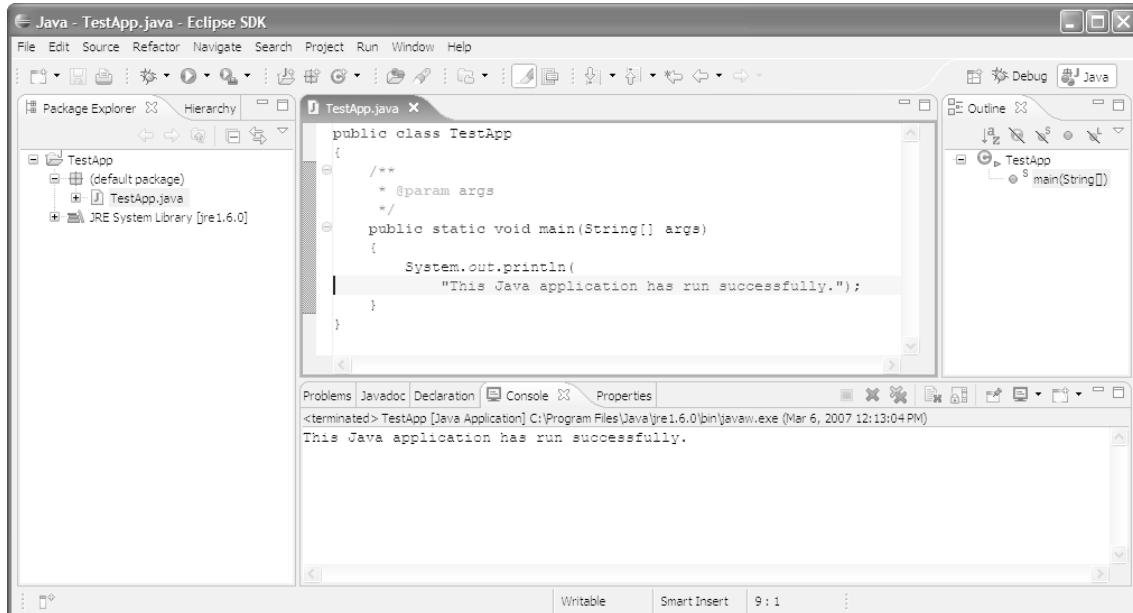 Java - TestApp.java - Eclipse SDK
File Edit Source Refactor Navigate Search Project Run Window Help
Debug Java
Package Explorer Hierarchy
TestApp
(default package)
TestApp.java
JRE System Library [jre1.6.0]
TestApp.java
public class TestApp
{
/**
* @param args
*/
public static void main(String[] args)
{
System.out.println(
"This Java application has run successfully.");
}
}
Outline
TestApp
main(String[])
Problems Javadoc Declaration Console Properties
<terminated> TestApp [Java Application] C:\Program Files\Java\jre1.6.0\bin\javaw.exe (Mar 6, 2007 12:13:04 PM)
This Java application has run successfully.
Writable Smart Insert 9 : 1